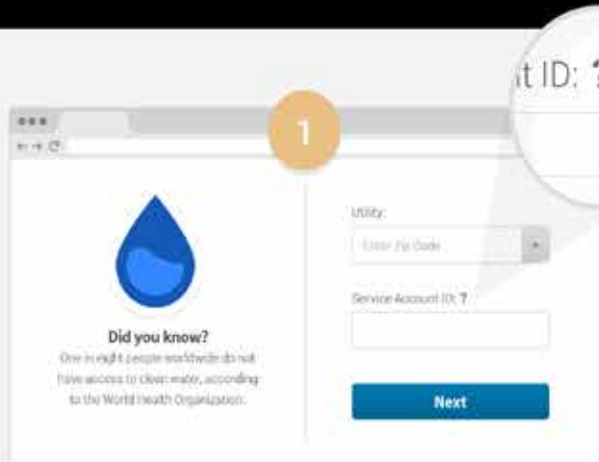 t ID: ?
1
Utility:
Enter Zip Code
Service Account ID: ?
Next
Did you know?
One in eight people worldwide do not
have access to clean water, according
to the World Health Organization.